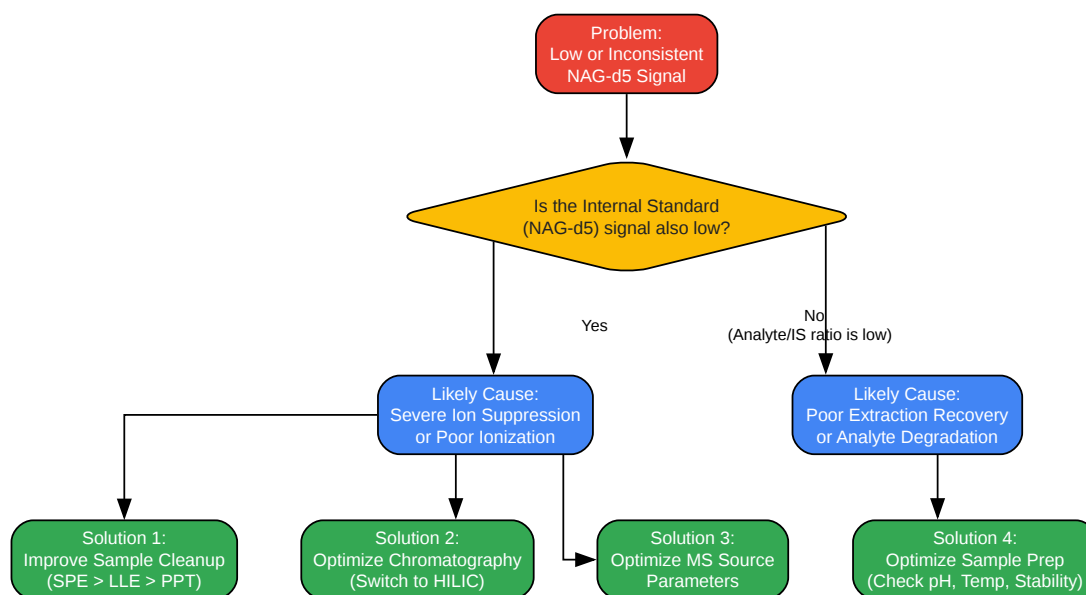 Problem:
Low or Inconsistent
NAG-d5 Signal
Is the Internal Standard
(NAG-d5) signal also low?
Yes
No
(Analyte/IS ratio is low)
Likely Cause:
Severe Ion Suppression
or Poor Ionization
Likely Cause:
Poor Extraction Recovery
or Analyte Degradation
Solution 1:
Improve Sample Cleanup
(SPE > LLE > PPT)
Solution 2:
Optimize Chromatography
(Switch to HILIC)
Solution 3:
Optimize MS Source
Parameters
Solution 4:
Optimize Sample Prep
(Check pH, Temp, Stability)